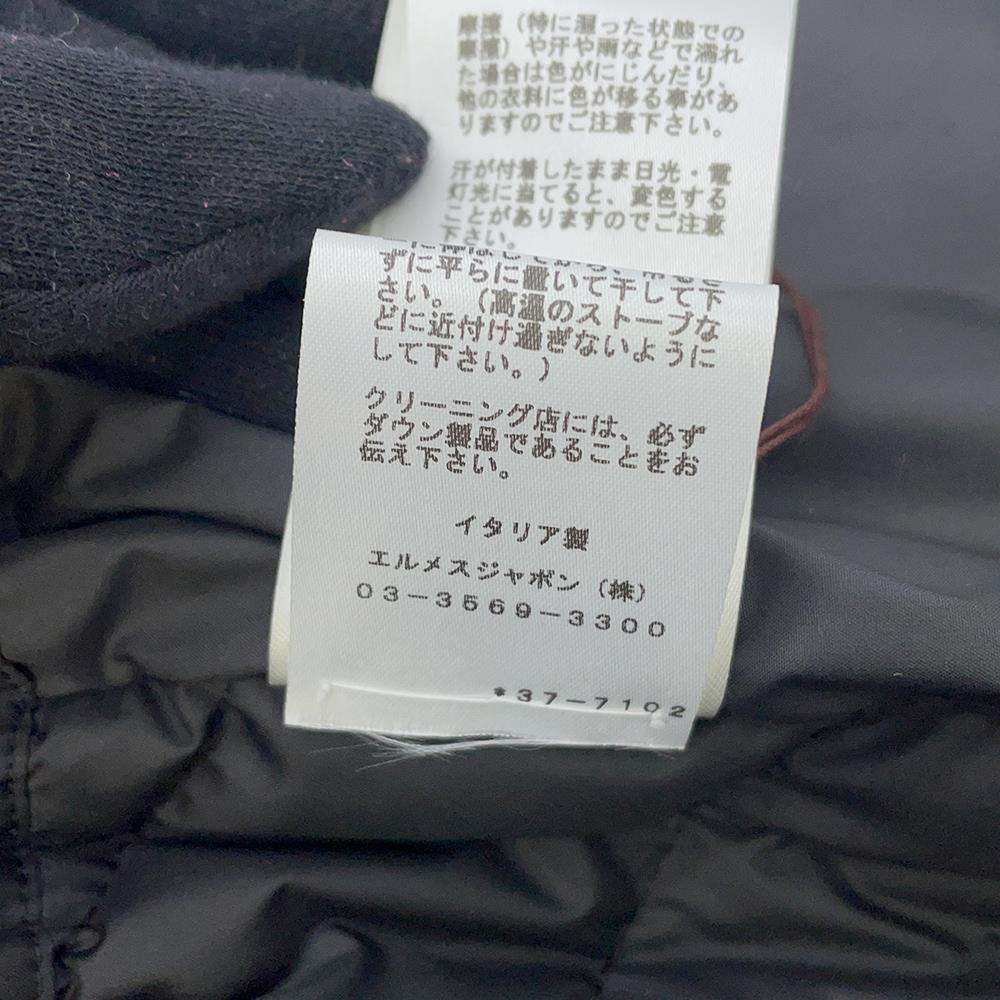 摩擦（特に湿った状態での
摩擦）や汗や雨などで濡れ
た場合は色がにじんだり、
他の衣料に色が移る事があ
りますのでご注意下さい。
汗が付着したまま日光・電
灯光に当てると、変色する
ことがありますのでご注意
下さい。
ずに平らに置いて干して下
さい。（高温のストーブな
どに近付け過ぎないように
して下さい。）
クリーニング店には、必ず
ダウン製品であることをお
伝え下さい。
イタリア製
エルメスジャポン（株）
03-3569-3300
*37-7102